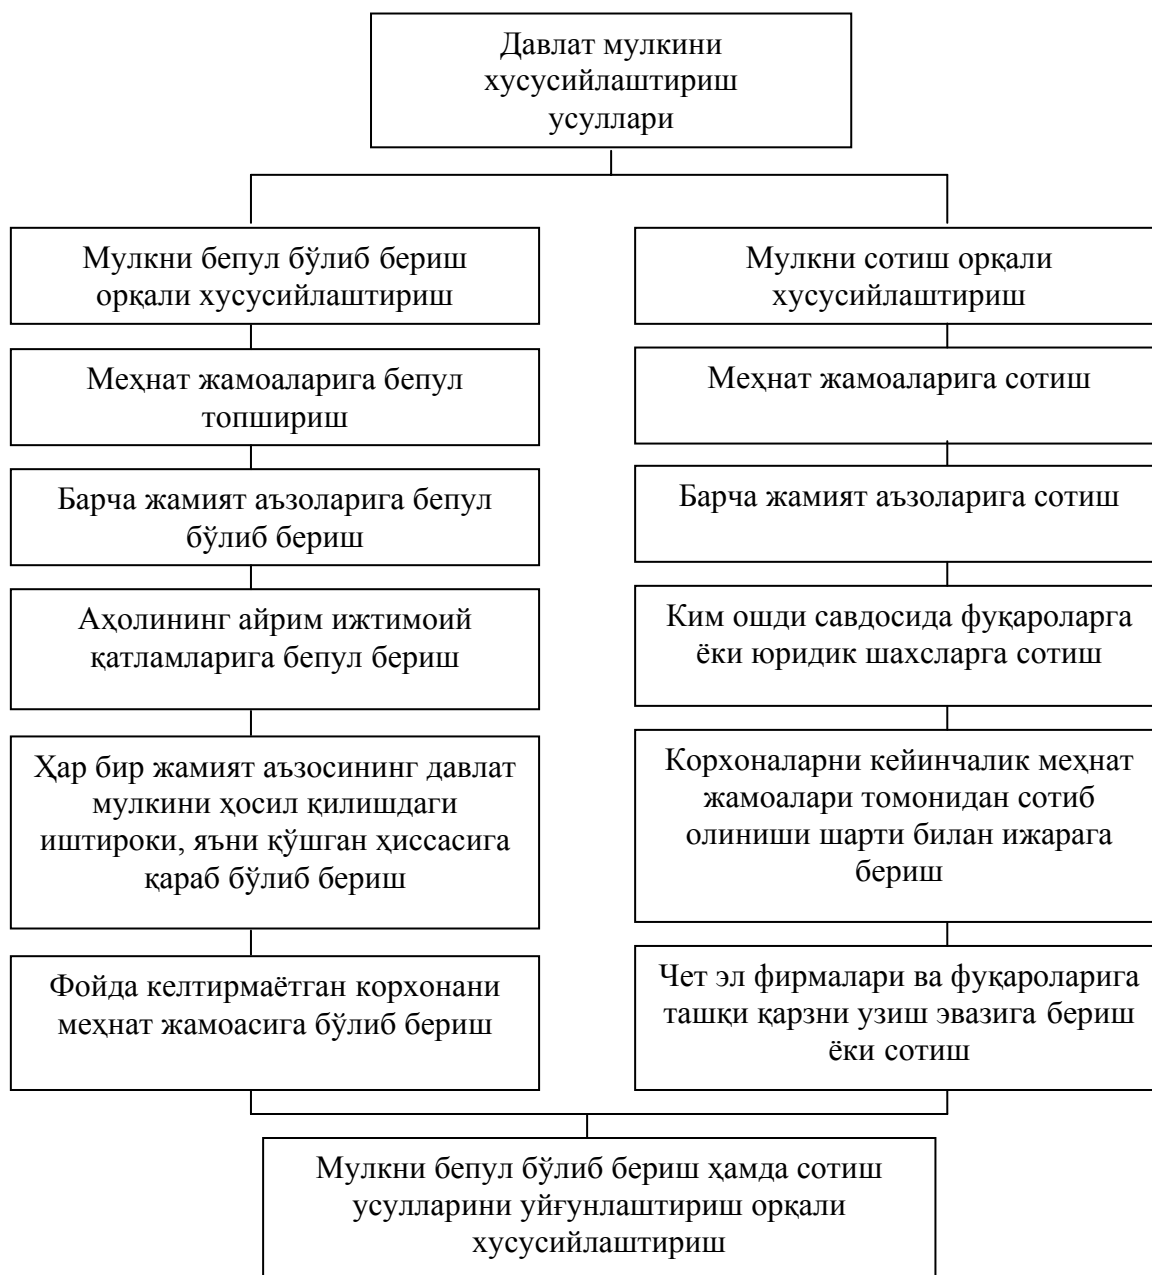 Давлат мулкини
хусусийлаштириш
усуллари
Мулкни бепул бўлиб бериш
орқали хусусийлаштириш
Меҳнат жамоаларига бепул
топшириш
Барча жамият аъзоларига бепул
бўлиб бериш
Аҳолининг айрим ижтимоий
қатламларига бепул бериш
Ҳар бир жамият аъзосининг давлат
мулкини ҳосил қилишдаги
иштироки, яъни қўшган ҳиссасига
қараб бўлиб бериш
Фойда келтирмаётган корхонани
меҳнат жамоасига бўлиб бериш
Мулкни сотиш орқали
хусусийлаштириш
Меҳнат жамоаларига сотиш
Барча жамият аъзоларига сотиш
Ким ошди савдосида фуқароларга
ёки юридик шахсларга сотиш
Корхоналарни кейинчалик меҳнат
жамоалари томонидан сотиб
олиниши шарти билан ижарага
бериш
Чет эл фирмалари ва фуқароларига
ташқи қарзни узиш эвазига бериш
ёки сотиш
Мулкни бепул бўлиб бериш ҳамда сотиш
усулларини уйғунлаштириш орқали
хусусийлаштириш